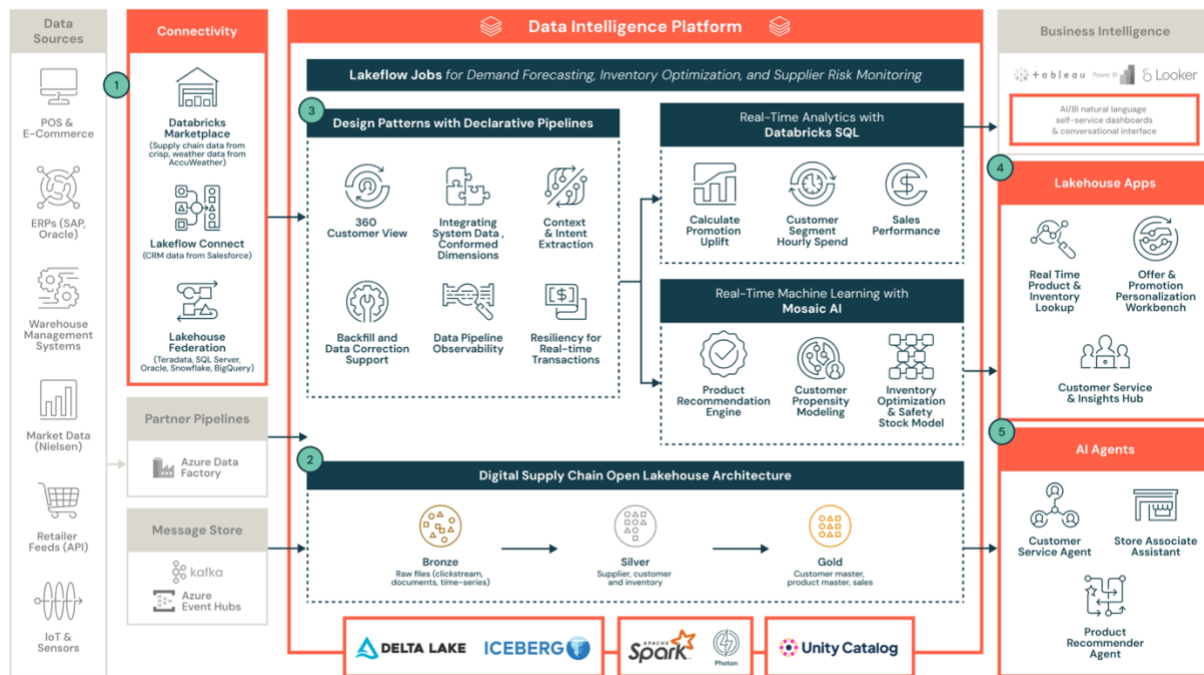 Data
Sources
POS &
E-Commerce
ERPs (SAP,
Oracle)
Warehouse
Management
Systems
Market Data
(Nielsen)
Retailer
Feeds (API)
IoT &
Sensors
Connectivity
1
Databricks
Marketplace
(Supply chain data from
crisp, weather data from
AccuWeather)
Lakeflow Connect
(CRM data from Salesforce)
Lakehouse
Federation
(Teradata, SQL Server,
Oracle, Snowflake, BigQuery)
Partner Pipelines
Azure Data
Factory
Message Store
kafka
Azure
Event Hubs
Data Intelligence Platform
Lakeflow Jobs for Demand Forecasting, Inventory Optimization, and Supplier Risk Monitoring
3
Design Patterns with Declarative Pipelines
360
Customer View
Integrating
System Data ,
Conformed
Dimensions
Context
& Intent
Extraction
Backfill and
Data Correction
Support
Data Pipeline
Observability
Resiliency for
Real-time
Transactions
Real-Time Analytics with
Databricks SQL
Calculate
Promotion
Uplift
Customer
Segment
Hourly Spend
Sales
Performance
Real-Time Machine Learning with
Mosaic AI
Product
Recommendation
Engine
Customer
Propensity
Modeling
Inventory
Optimization
& Safety
Stock Model
2
Digital Supply Chain Open Lakehouse Architecture
Bronze
Raw files (clickstream,
documents, time-series)
Silver
Supplier, customer
and inventory
Gold
Customer master,
product master, sales
DELTA LAKE
ICEBERG
APACHE
Spark
Photon
Unity Catalog
Business Intelligence
+ableau
Power BI
Looker
AI/BI natural language
self-service dashboards
& conversational interface
4
Lakehouse Apps
Real Time
Product &
Inventory
Lookup
Offer &
Promotion
Personalization
Workbench
Customer Service
& Insights Hub
5
AI Agents
Customer
Service Agent
Store Associate
Assistant
Product
Recommender
Agent